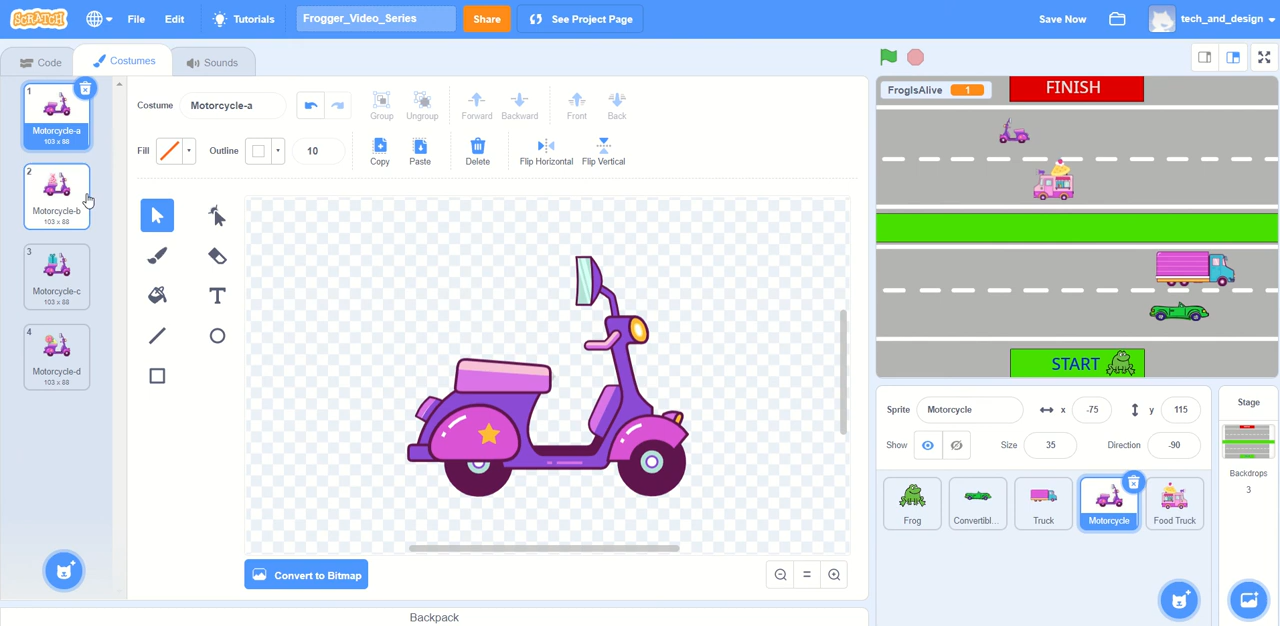 SCRATCH File Edit Tutorials Frogger_Video_Series Share See Project Page Save Now tech_and_design
Code Costumes Sounds
1
Motorcycle-a
103 x 88
2
Motorcycle-b
103 x 88
3
Motorcycle-c
103 x 88
4
Motorcycle-d
103 x 88
Costume Motorcycle-a Group Ungroup Forward Backward Front Back
Fill Outline 10 Copy Paste Delete Flip Horizontal Flip Vertical
T
Convert to Bitmap
Backpack
FrogIsAlive 1 FINISH
START
Sprite Motorcycle x -75 y 115
Show Size 35 Direction -90
Frog Convertibl... Truck Motorcycle Food Truck
Stage
Backdrops
3